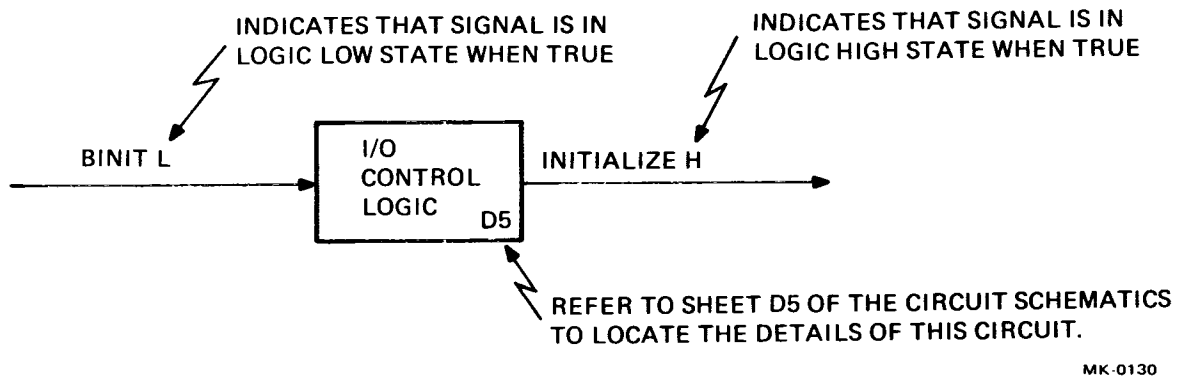 INDICATES THAT SIGNAL IS IN
LOGIC LOW STATE WHEN TRUE
INDICATES THAT SIGNAL IS IN
LOGIC HIGH STATE WHEN TRUE
BINIT L
I/O
CONTROL
LOGIC
D5
INITIALIZE H
REFER TO SHEET D5 OF THE CIRCUIT SCHEMATICS
TO LOCATE THE DETAILS OF THIS CIRCUIT.
MK-0130